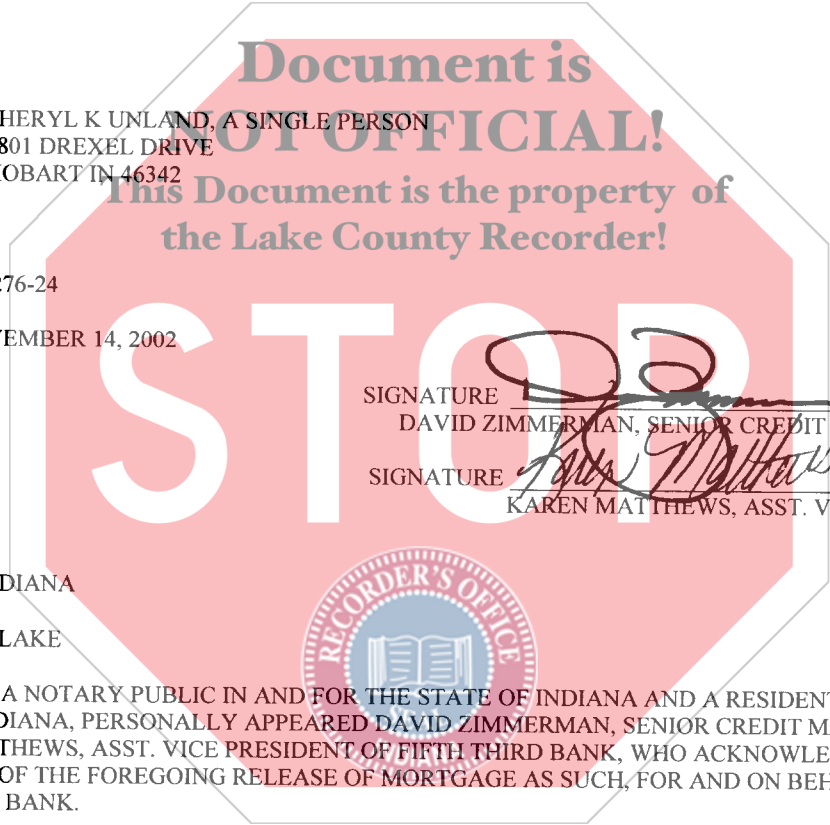 Document is
NOT OFFICIAL!
This Document is the property of
the Lake County Recorder!
STOP
HERYL K UNLAND, A SINGLE PERSON
801 DREXEL DRIVE
HOBART IN 46342
276-24
EMBER 14, 2002
SIGNATURE
DAVID ZIMMERMAN, SENIOR CREDIT
SIGNATURE Karen Matthews
KAREN MATTHEWS, ASST. V
RECORDER'S OFFICE
INDIANA
DIANA
LAKE
A NOTARY PUBLIC IN AND FOR THE STATE OF INDIANA AND A RESIDENT
DIANA, PERSONALLY APPEARED DAVID ZIMMERMAN, SENIOR CREDIT M
THEWS, ASST. VICE PRESIDENT OF FIFTH THIRD BANK, WHO ACKNOWLE
OF THE FOREGOING RELEASE OF MORTGAGE AS SUCH, FOR AND ON BEH
BANK.